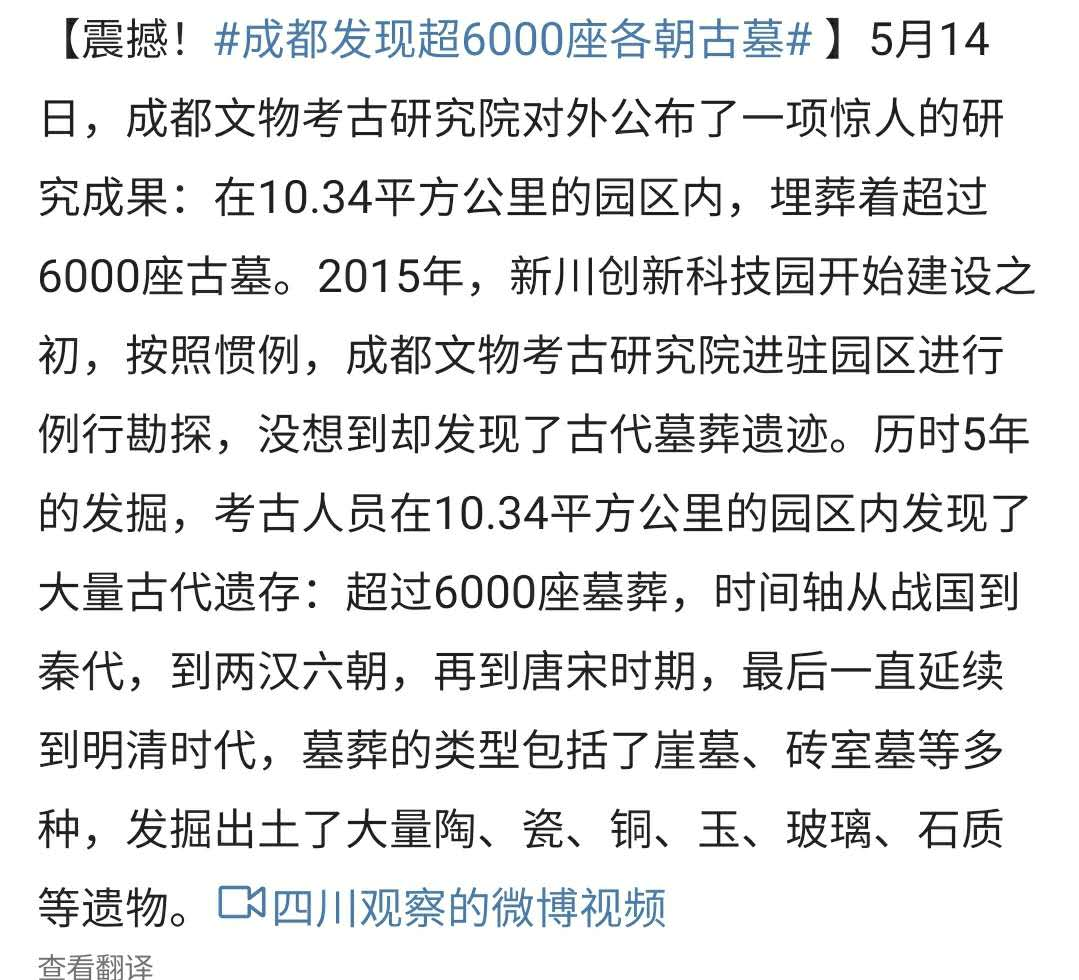 【震撼！#成都发现超6000座各朝古墓# 】5月14
日，成都文物考古研究院对外公布了一项惊人的研
究成果：在10.34平方公里的园区内，埋葬着超过
6000座古墓。2015年，新川创新科技园开始建设之
初，按照惯例，成都文物考古研究院进驻园区进行
例行勘探，没想到却发现了古代墓葬遗迹。历时5年
的发掘，考古人员在10.34平方公里的园区内发现了
大量古代遗存：超过6000座墓葬，时间轴从战国到
秦代，到两汉六朝，再到唐宋时期，最后一直延续
到明清时代，墓葬的类型包括了崖墓、砖室墓等多
种，发掘出土了大量陶、瓷、铜、玉、玻璃、石质
等遗物。四川观察的微博视频
查看翻译